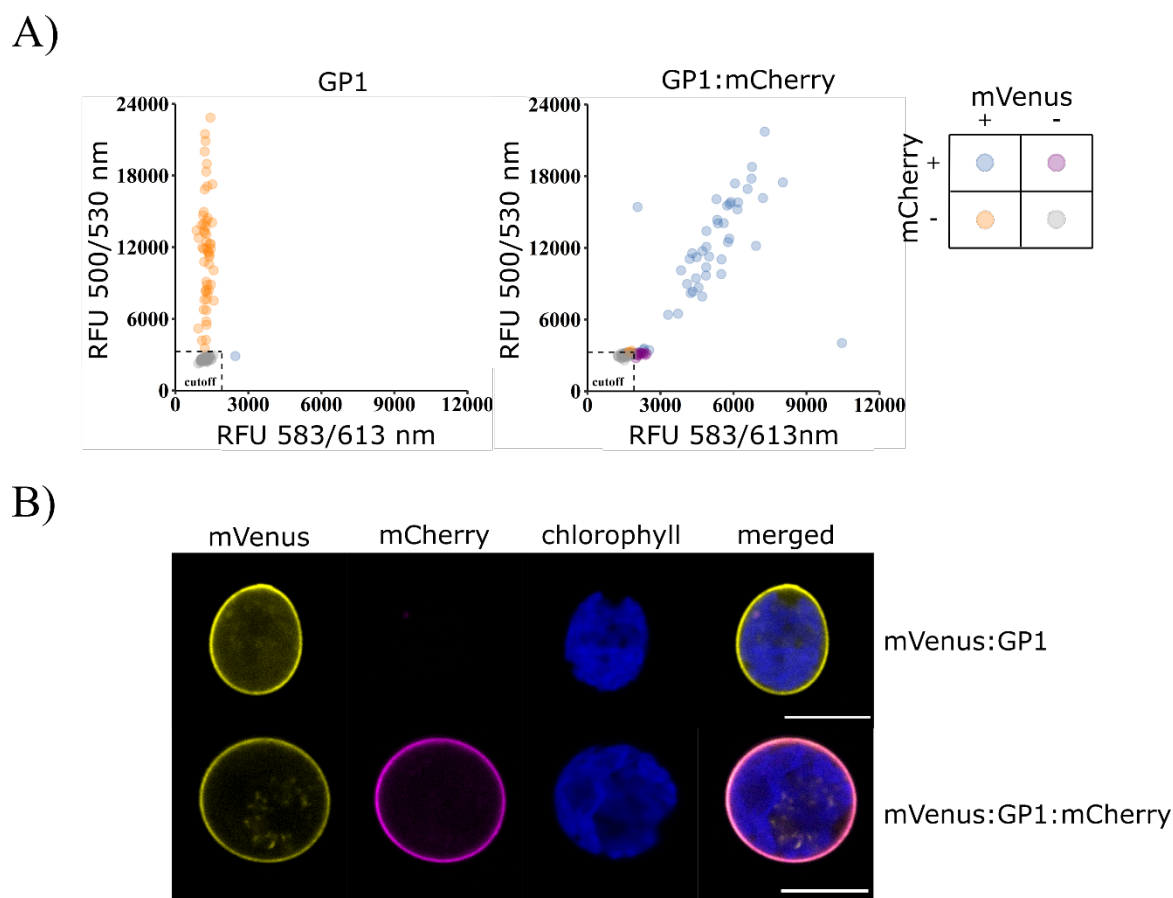 A)
GP1
GP1:mCherry
mVenus
+ -
mCherry
+
-
RFU 500/530 nm
24000
18000
12000
6000
0
cutoff
0 3000 6000 9000 12000
RFU 583/613 nm
RFU 500/530 nm
24000
18000
12000
6000
0
cutoff
0 3000 6000 9000 12000
RFU 583/613nm
B)
mVenus mCherry chlorophyll merged
mVenus:GP1
mVenus:GP1:mCherry